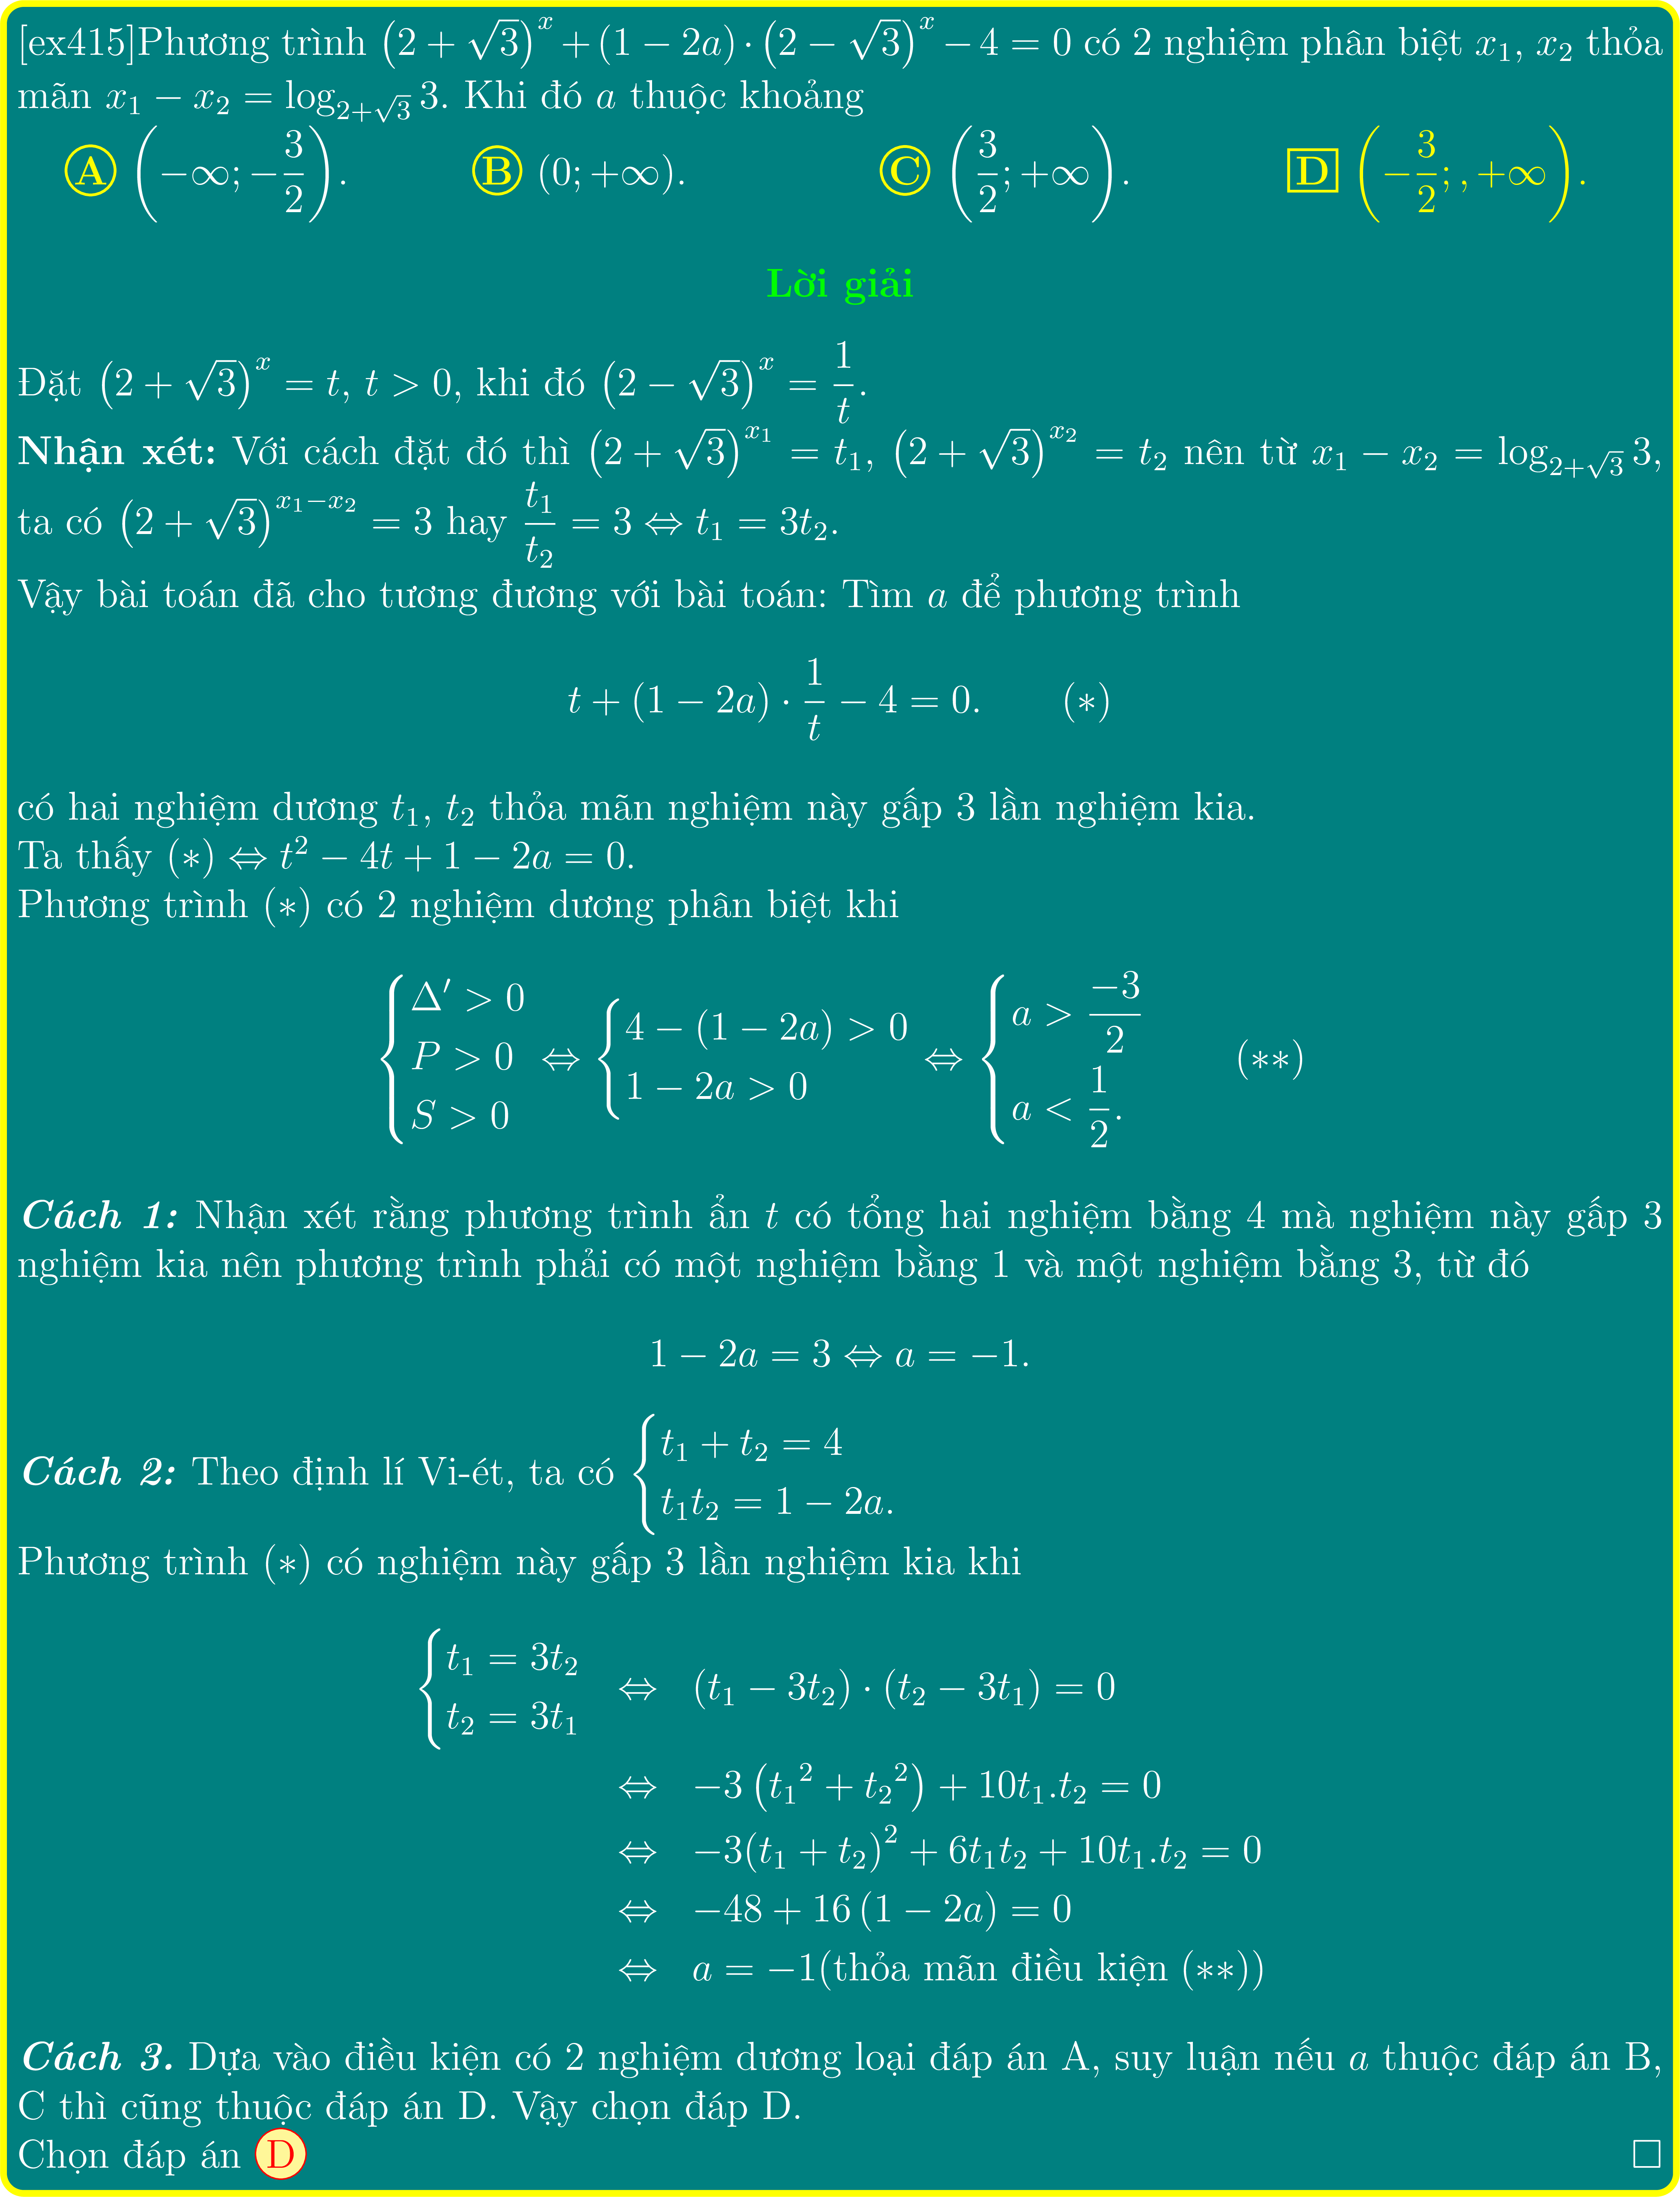 [ex415]Phương trình $\left(2+\sqrt{3}\right)^x+(1-2a)\cdot\left(2-\sqrt{3}\right)^x-4=0$ có 2 nghiệm phân biệt $x_1$, $x_2$ thỏa
mãn $x_1-x_2=\log_{2+\sqrt{3}}3$. Khi đó $a$ thuộc khoảng
A $\left(-\infty;-\dfrac{3}{2}\right)$. B $(0;+\infty)$. C $\left(\dfrac{3}{2};+\infty\right)$. D $\left(-\dfrac{3}{2};,+\infty\right)$.
Lời giải
Đặt $\left(2+\sqrt{3}\right)^x=t$, $t>0$, khi đó $\left(2-\sqrt{3}\right)^x=\dfrac{1}{t}$.
Nhận xét: Với cách đặt đó thì $\left(2+\sqrt{3}\right)^{x_1}=t_1$, $\left(2+\sqrt{3}\right)^{x_2}=t_2$ nên từ $x_1-x_2=\log_{2+\sqrt{3}}3$,
ta có $\left(2+\sqrt{3}\right)^{x_1-x_2}=3$ hay $\dfrac{t_1}{t_2}=3\Leftrightarrow t_1=3t_2$.
Vậy bài toán đã cho tương đương với bài toán: Tìm $a$ để phương trình
$t+(1-2a)\cdot\dfrac{1}{t}-4=0.\quad(*)$
có hai nghiệm dương $t_1$, $t_2$ thỏa mãn nghiệm này gấp 3 lần nghiệm kia.
Ta thấy $(*)\Leftrightarrow t^2-4t+1-2a=0$.
Phương trình $(*)$ có 2 nghiệm dương phân biệt khi
$\begin{cases}\Delta'>0\\P>0\\S>0\end{cases}\Leftrightarrow\begin{cases}4-(1-2a)>0\\1-2a>0\end{cases}\Leftrightarrow\begin{cases}a>\dfrac{-3}{2}\\a<\dfrac{1}{2}.\end{cases}\quad(**)$
Cách 1: Nhận xét rằng phương trình ẩn $t$ có tổng hai nghiệm bằng 4 mà nghiệm này gấp 3
nghiệm kia nên phương trình phải có một nghiệm bằng 1 và một nghiệm bằng 3, từ đó
$1-2a=3\Leftrightarrow a=-1.$
Cách 2: Theo định lí Vi-ét, ta có $\begin{cases}t_1+t_2=4\\t_1t_2=1-2a.\end{cases}$
Phương trình $(*)$ có nghiệm này gấp 3 lần nghiệm kia khi
$\begin{cases}t_1=3t_2\\t_2=3t_1\end{cases}\Leftrightarrow(t_1-3t_2)\cdot(t_2-3t_1)=0$
$\Leftrightarrow-3\left({t_1}^2+{t_2}^2\right)+10t_1.t_2=0$
$\Leftrightarrow-3{(t_1+t_2)}^2+6t_1t_2+10t_1.t_2=0$
$\Leftrightarrow-48+16\,(1-2a)=0$
$\Leftrightarrow a=-1$(thỏa mãn điều kiện $(**)$)
Cách 3. Dựa vào điều kiện có 2 nghiệm dương loại đáp án A, suy luận nếu $a$ thuộc đáp án B,
C thì cũng thuộc đáp án D. Vậy chọn đáp D.
Chọn đáp án D □